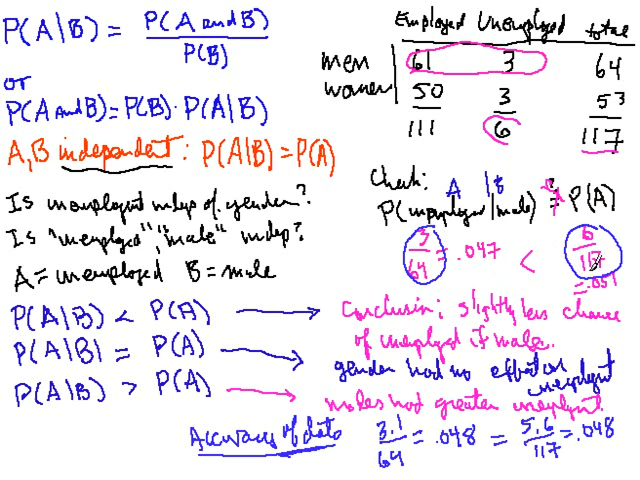 P(A|B) = P(A and B) / P(B)
or
P(A and B) = P(B) · P(A|B)
A, B independent : P(A|B) = P(A)
Is unemployment indep of gender?
Is "unemployed", "male" indep?
A = unemployed B = male
P(A|B) < P(A)
P(A|B) = P(A)
P(A|B) > P(A)
Employed Unemployed total
men 61 3 64
women 50 3 53
111 6 117
Check: A | B
P(unemployed | male) ?= P(A)
3/64 = .047 < 6/117 = .051
Conclusion: slightly less chance
of unemployed if male.
gender had no effect on
unemployment
males had greater unemployment.
Accuracy of data 3.1/64 = .048 = 5.6/117 = .048